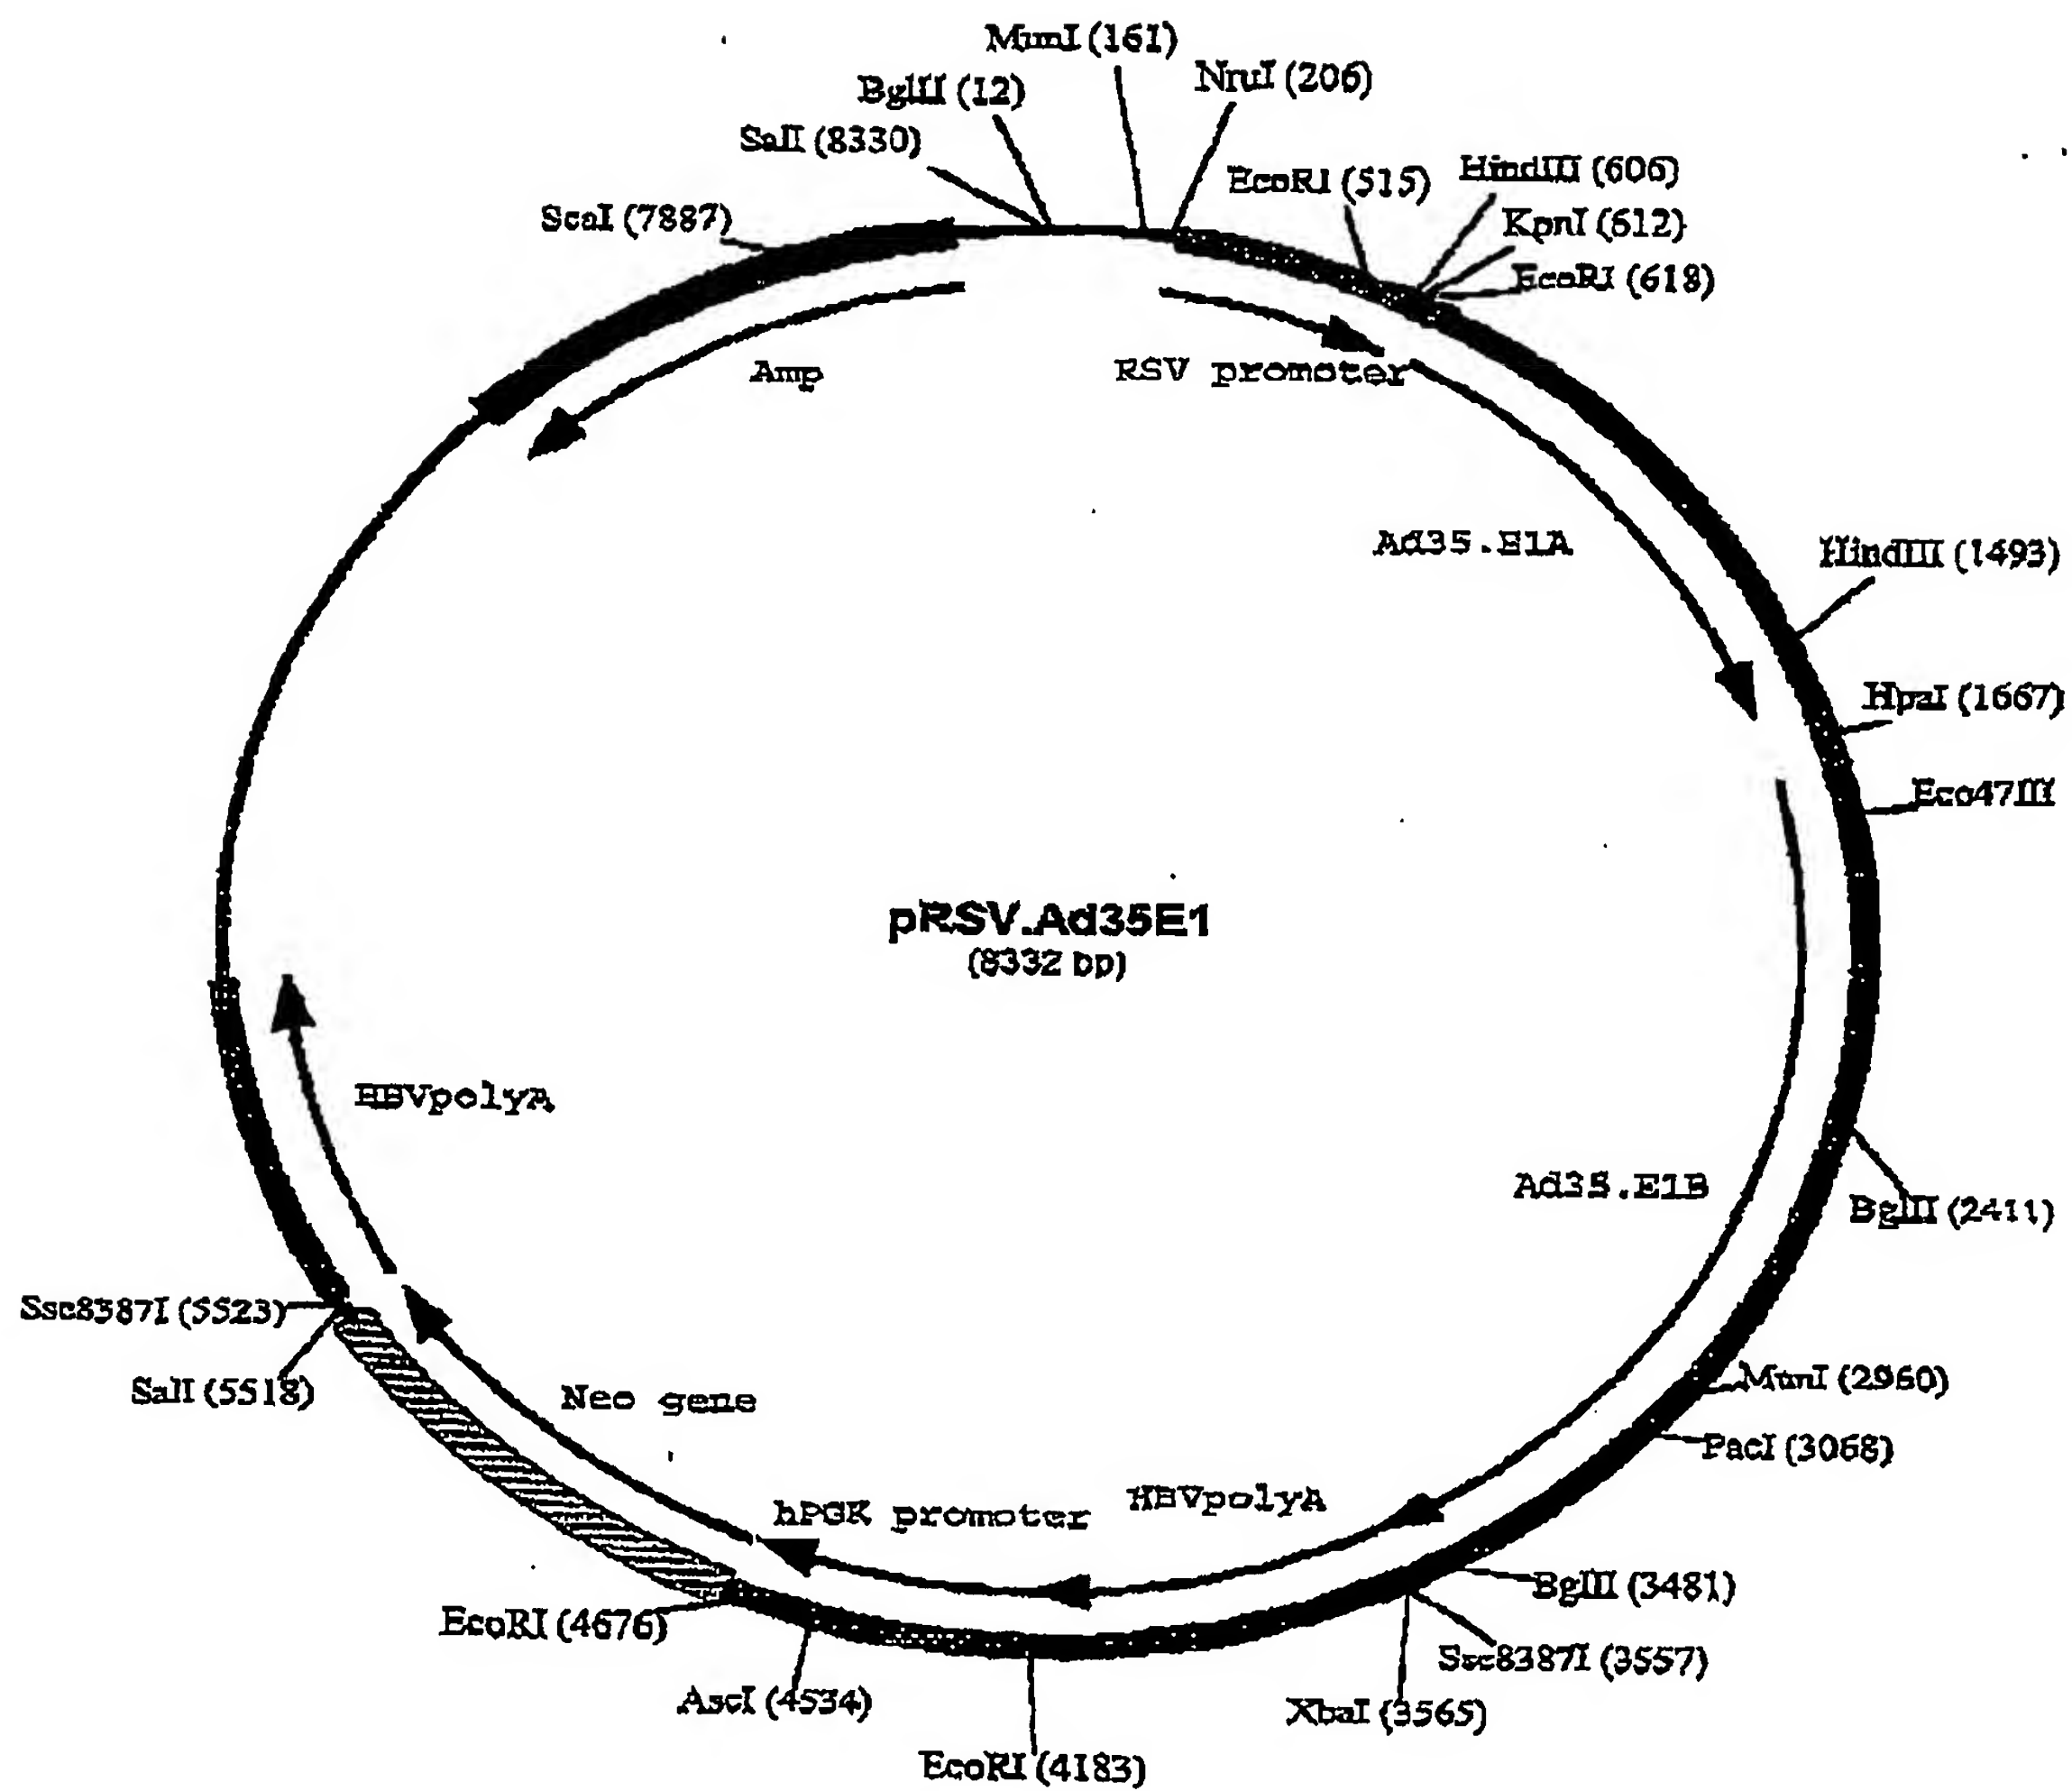 MunI (161)
NruI (206)
BglII (12)
SalI (8330)
ScaI (7887)
EcoRI (515)
HindIII (606)
KpnI (612)
EcoRI (618)
Amp
RSV promoter
Ad35.E1A
HindIII (1493)
HpaI (1667)
Eco47III
pRSV.Ad35E1
(8332 bp)
HBVpolyA
Ad35.E1B
BglII (2411)
Sse8387I (5523)
SalI (5518)
Neo gene
MunI (2960)
PacI (3068)
hPGK promoter
HBVpolyA
BglII (3481)
EcoRI (4676)
Sse8387I (3557)
AscI (4534)
XbaI (3565)
EcoRI (4183)